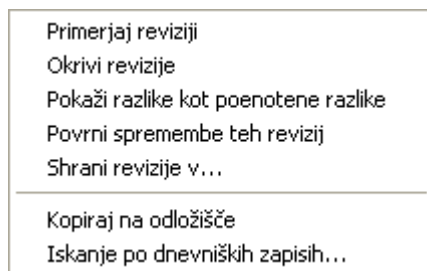 Primerjaj reviziji
Okrivi revizije
Pokaži razlike kot poenotene razlike
Povrni spremembe teh revizij
Shrani revizije v...
Kopiraj na odložišče
Iskanje po dnevniških zapisih...